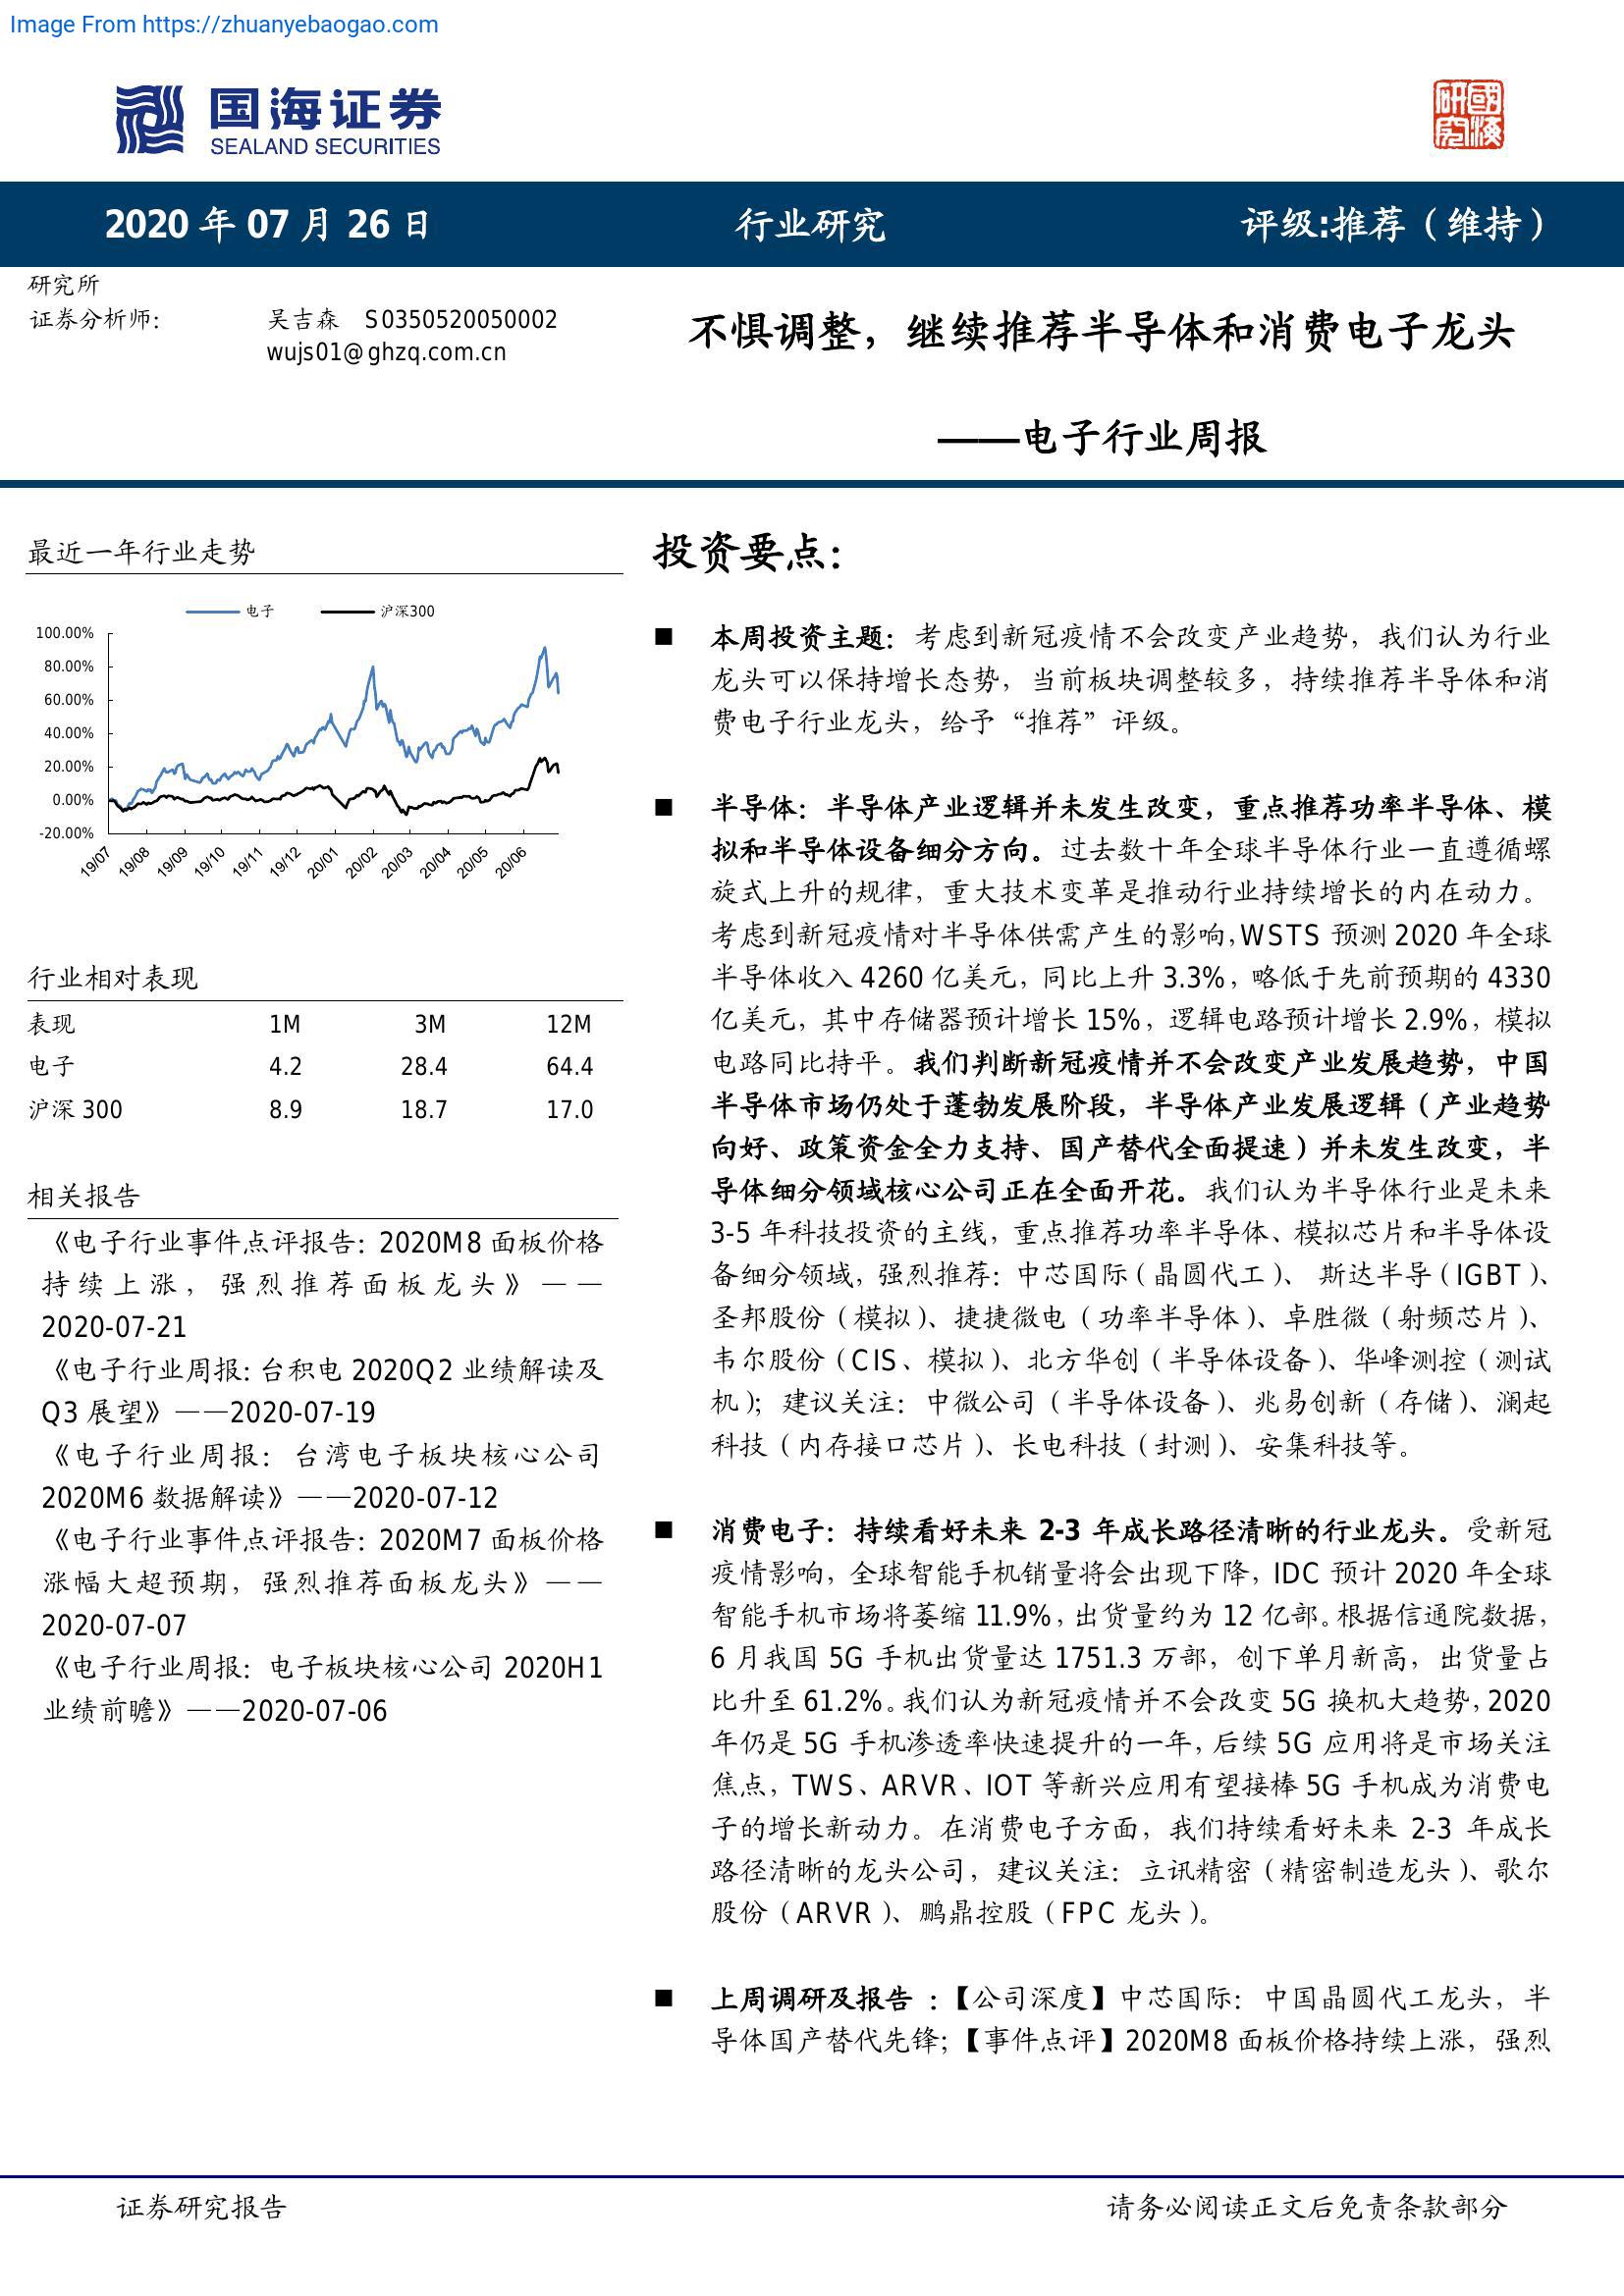 Image From https://zhuanyebaogao.com
国海证券
SEALAND SECURITIES
國海研究
2020 年 07 月 26 日 行业研究 评级:推荐（维持）
研究所
证券分析师： 吴吉森 S0350520050002
wujs01@ghzq.com.cn
不惧调整，继续推荐半导体和消费电子龙头
——电子行业周报
最近一年行业走势
电子 沪深300
100.00%
80.00%
60.00%
40.00%
20.00%
0.00%
-20.00%
19/07 19/08 19/09 19/10 19/11 19/12 20/01 20/02 20/03 20/04 20/05 20/06
行业相对表现
表现 1M 3M 12M
电子 4.2 28.4 64.4
沪深 300 8.9 18.7 17.0
相关报告
《电子行业事件点评报告：2020M8 面板价格
持续上涨，强烈推荐面板龙头》——
2020-07-21
《电子行业周报：台积电 2020Q2 业绩解读及
Q3 展望》——2020-07-19
《电子行业周报：台湾电子板块核心公司
2020M6 数据解读》——2020-07-12
《电子行业事件点评报告：2020M7 面板价格
涨幅大超预期，强烈推荐面板龙头》——
2020-07-07
《电子行业周报：电子板块核心公司 2020H1
业绩前瞻》——2020-07-06
投资要点：
■ 本周投资主题：考虑到新冠疫情不会改变产业趋势，我们认为行业
龙头可以保持增长态势，当前板块调整较多，持续推荐半导体和消
费电子行业龙头，给予“推荐”评级。
■ 半导体：半导体产业逻辑并未发生改变，重点推荐功率半导体、模
拟和半导体设备细分方向。过去数十年全球半导体行业一直遵循螺
旋式上升的规律，重大技术变革是推动行业持续增长的内在动力。
考虑到新冠疫情对半导体供需产生的影响，WSTS 预测 2020 年全球
半导体收入 4260 亿美元，同比上升 3.3%，略低于先前预期的 4330
亿美元，其中存储器预计增长 15%，逻辑电路预计增长 2.9%，模拟
电路同比持平。我们判断新冠疫情并不会改变产业发展趋势，中国
半导体市场仍处于蓬勃发展阶段，半导体产业发展逻辑（产业趋势
向好、政策资金全力支持、国产替代全面提速）并未发生改变，半
导体细分领域核心公司正在全面开花。我们认为半导体行业是未来
3-5 年科技投资的主线，重点推荐功率半导体、模拟芯片和半导体设
备细分领域，强烈推荐：中芯国际（晶圆代工）、 斯达半导（IGBT）、
圣邦股份（模拟）、捷捷微电（功率半导体）、卓胜微（射频芯片）、
韦尔股份（CIS、模拟）、北方华创（半导体设备）、华峰测控（测试
机）；建议关注：中微公司（半导体设备）、兆易创新（存储）、澜起
科技（内存接口芯片）、长电科技（封测）、安集科技等。
■ 消费电子：持续看好未来 2-3 年成长路径清晰的行业龙头。受新冠
疫情影响，全球智能手机销量将会出现下降，IDC 预计 2020 年全球
智能手机市场将萎缩 11.9%，出货量约为 12 亿部。根据信通院数据，
6 月我国 5G 手机出货量达 1751.3 万部，创下单月新高，出货量占
比升至 61.2%。我们认为新冠疫情并不会改变 5G 换机大趋势，2020
年仍是 5G 手机渗透率快速提升的一年，后续 5G 应用将是市场关注
焦点，TWS、ARVR、IOT 等新兴应用有望接棒 5G 手机成为消费电
子的增长新动力。在消费电子方面，我们持续看好未来 2-3 年成长
路径清晰的龙头公司，建议关注：立讯精密（精密制造龙头）、歌尔
股份（ARVR）、鹏鼎控股（FPC 龙头）。
■ 上周调研及报告 ：【公司深度】中芯国际：中国晶圆代工龙头，半
导体国产替代先锋；【事件点评】2020M8 面板价格持续上涨，强烈
证券研究报告 请务必阅读正文后免责条款部分